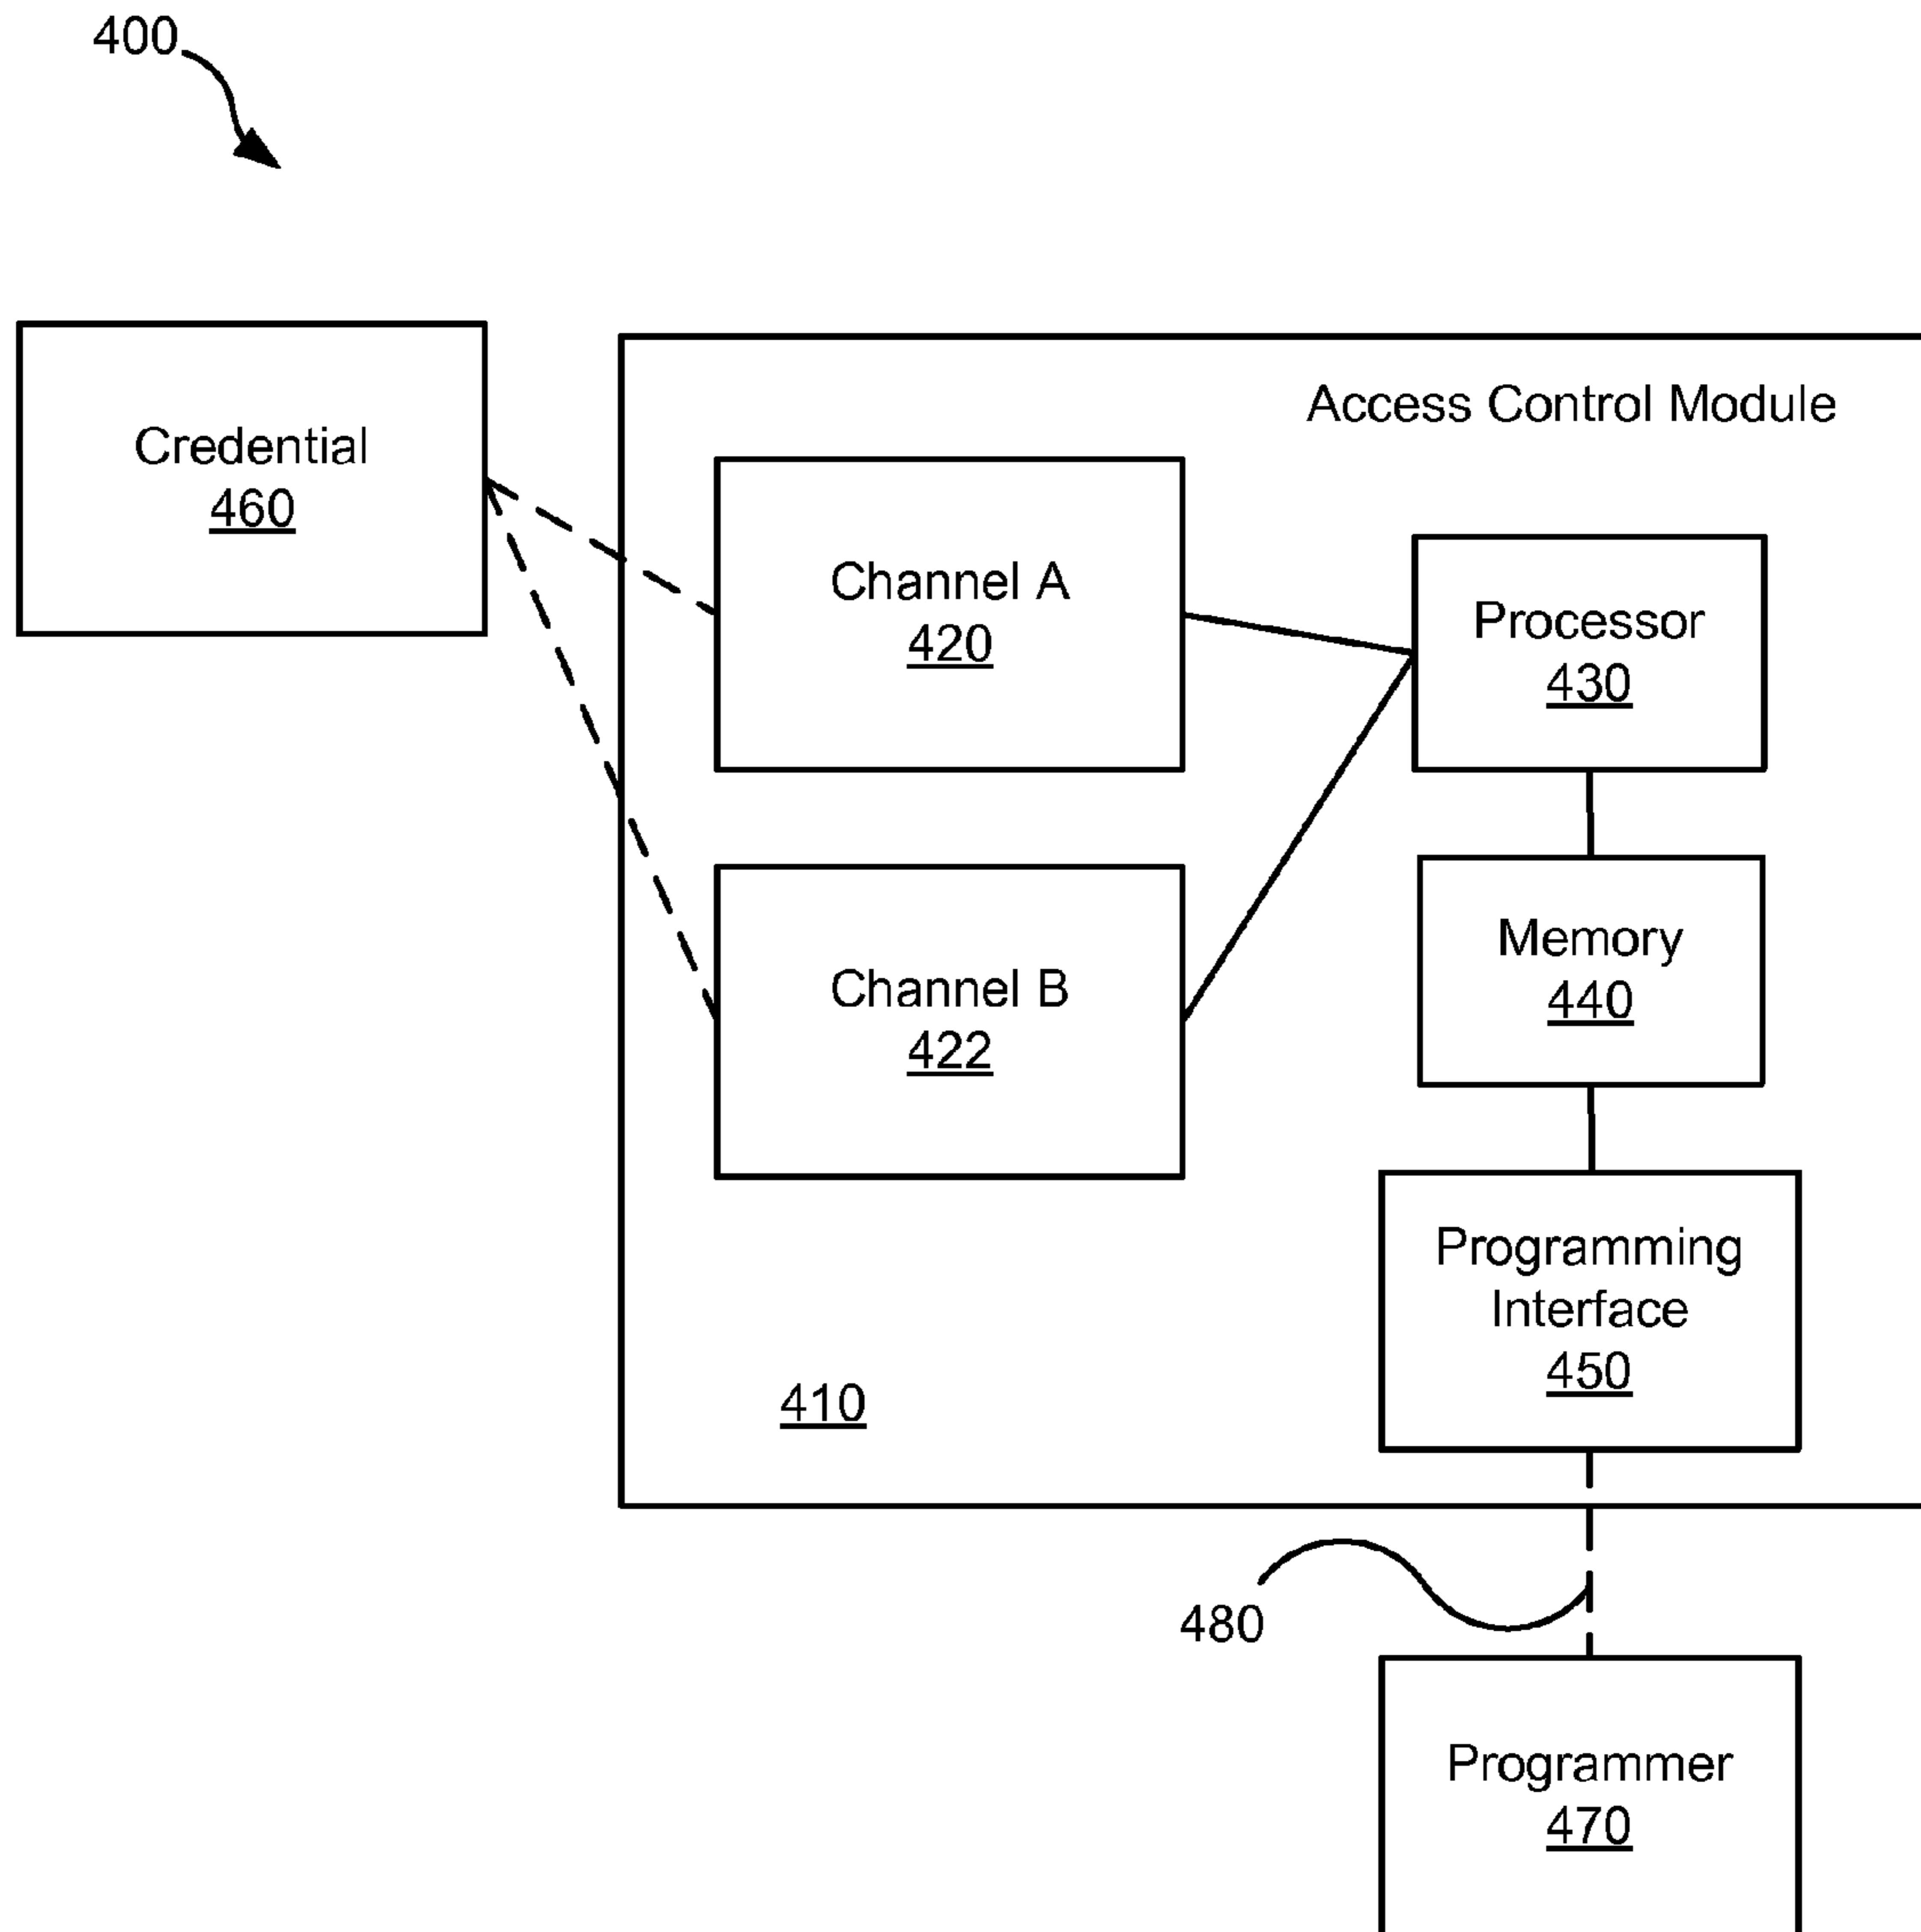 400
Access Control Module
Credential
460
Channel A
420
Processor
430
Memory
440
Channel B
422
Programming
Interface
450
410
480
Programmer
470